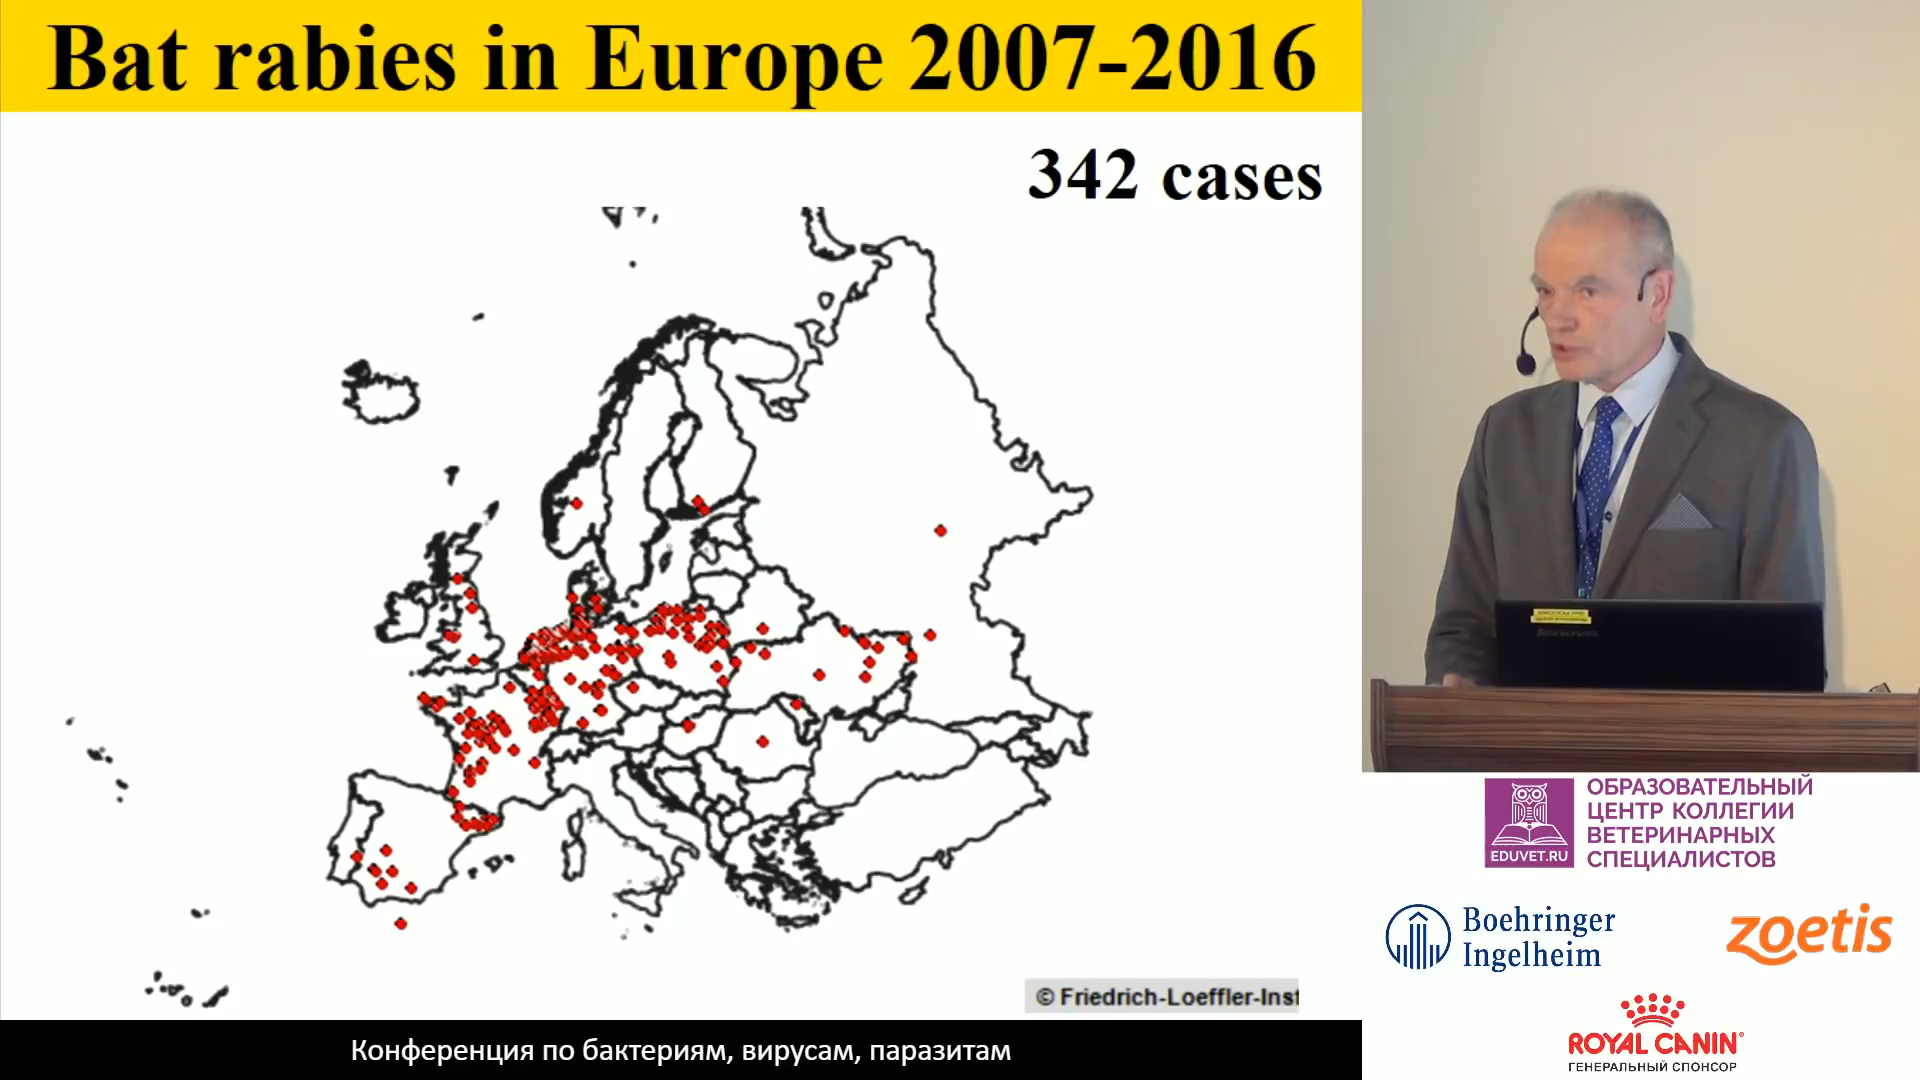 Bat rabies in Europe 2007-2016
342 cases
© Friedrich-Loeffler-Inst
Конференция по бактериям, вирусам, паразитам
EDUVET.RU
ОБРАЗОВАТЕЛЬНЫЙ
ЦЕНТР КОЛЛЕГИИ
ВЕТЕРИНАРНЫХ
СПЕЦИАЛИСТОВ
Boehringer
Ingelheim
zoetis
ROYAL CANIN
ГЕНЕРАЛЬНЫЙ СПОНСОР